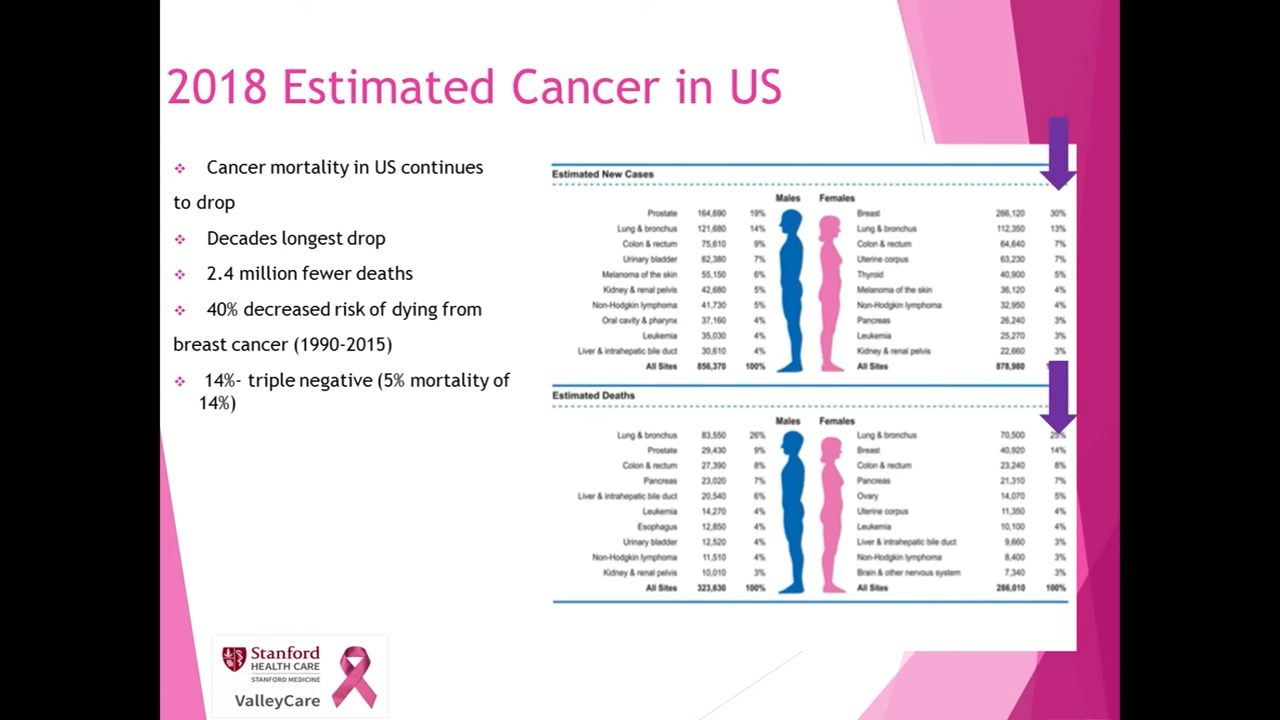 2018 Estimated Cancer in US
❖ Cancer mortality in US continues
to drop
❖ Decades longest drop
❖ 2.4 million fewer deaths
❖ 40% decreased risk of dying from
breast cancer (1990-2015)
❖ 14%- triple negative (5% mortality of
14%)
Estimated New Cases
Males Females
Prostate 164,690 19% Breast 266,120 30%
Lung & bronchus 121,680 14% Lung & bronchus 112,350 13%
Colon & rectum 75,610 9% Colon & rectum 64,640 7%
Urinary bladder 62,380 7% Uterine corpus 63,230 7%
Melanoma of the skin 55,150 6% Thyroid 40,900 5%
Kidney & renal pelvis 42,680 5% Melanoma of the skin 36,120 4%
Non-Hodgkin lymphoma 41,730 5% Non-Hodgkin lymphoma 32,950 4%
Oral cavity & pharynx 37,160 4% Pancreas 26,240 3%
Leukemia 35,030 4% Leukemia 25,270 3%
Liver & intrahepatic bile duct 30,610 4% Kidney & renal pelvis 22,660 3%
All Sites 856,370 100% All Sites 878,980
Estimated Deaths
Males Females
Lung & bronchus 83,550 26% Lung & bronchus 70,500 25%
Prostate 29,430 9% Breast 40,920 14%
Colon & rectum 27,390 8% Colon & rectum 23,240 8%
Pancreas 23,020 7% Pancreas 21,310 7%
Liver & intrahepatic bile duct 20,540 6% Ovary 14,070 5%
Leukemia 14,270 4% Uterine corpus 11,350 4%
Esophagus 12,850 4% Leukemia 10,100 4%
Urinary bladder 12,520 4% Liver & intrahepatic bile duct 9,660 3%
Non-Hodgkin lymphoma 11,510 4% Non-Hodgkin lymphoma 8,400 3%
Kidney & renal pelvis 10,010 3% Brain & other nervous system 7,340 3%
All Sites 323,630 100% All Sites 286,010 100%
Stanford
HEALTH CARE
STANFORD MEDICINE
ValleyCare